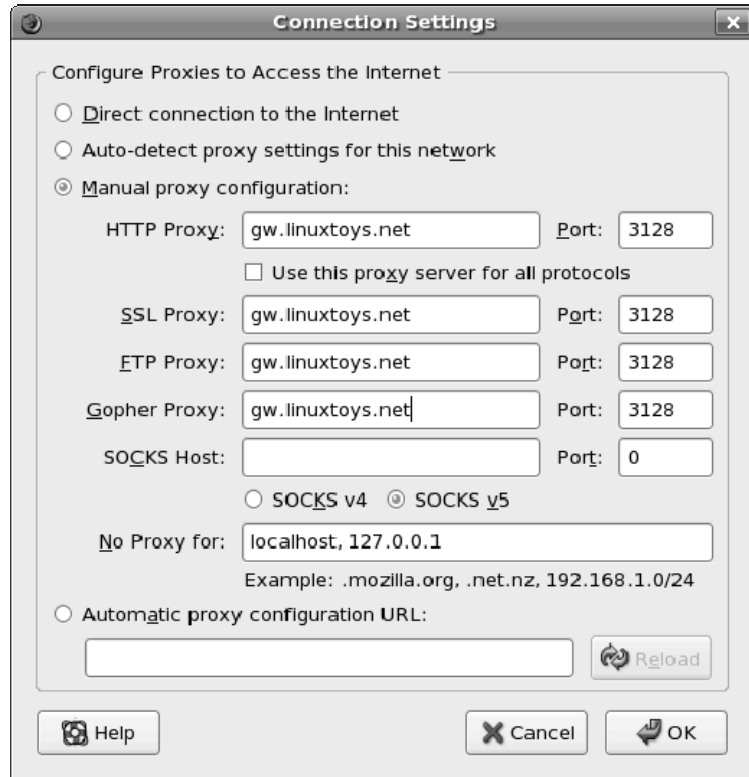 Connection Settings
Configure Proxies to Access the Internet
Direct connection to the Internet
Auto-detect proxy settings for this network
Manual proxy configuration:
HTTP Proxy: gw.linuxtoys.net Port: 3128
Use this proxy server for all protocols
SSL Proxy: gw.linuxtoys.net Port: 3128
FTP Proxy: gw.linuxtoys.net Port: 3128
Gopher Proxy: gw.linuxtoys.net Port: 3128
SOCKS Host: Port: 0
SOCKS v4 SOCKS v5
No Proxy for: localhost, 127.0.0.1
Example: .mozilla.org, .net.nz, 192.168.1.0/24
Automatic proxy configuration URL:
Reload
Help Cancel OK